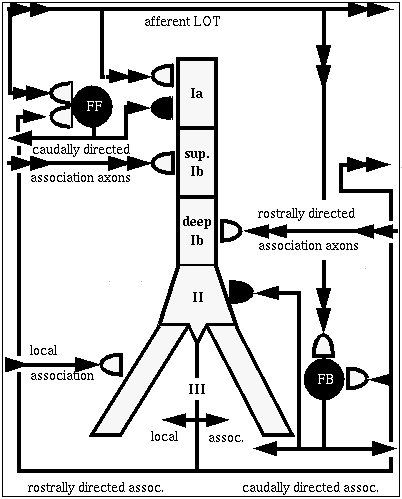 afferent LOT
Ia
FF
caudally directed
association axons
sup.
Ib
deep
Ib
rostrally directed
association axons
II
local
association
FB
III
local assoc.
rostrally directed assoc.
caudally directed assoc.